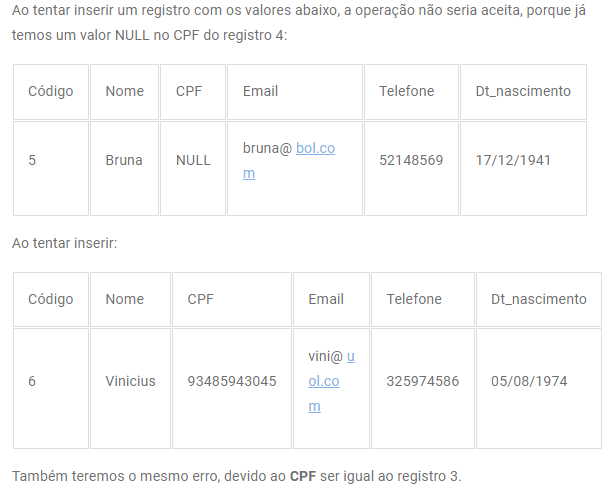 Ao tentar inserir um registro com os valores abaixo, a operação não seria aceita, porque já
temos um valor NULL no CPF do registro 4:
Código Nome CPF Email Telefone Dt_nascimento
5 Bruna NULL bruna@ bol.co
m 52148569 17/12/1941
Ao tentar inserir:
Código Nome CPF Email Telefone Dt_nascimento
6 Vinicius 93485943045 vini@ u
ol.co
m 325974586 05/08/1974
Também teremos o mesmo erro, devido ao CPF ser igual ao registro 3.